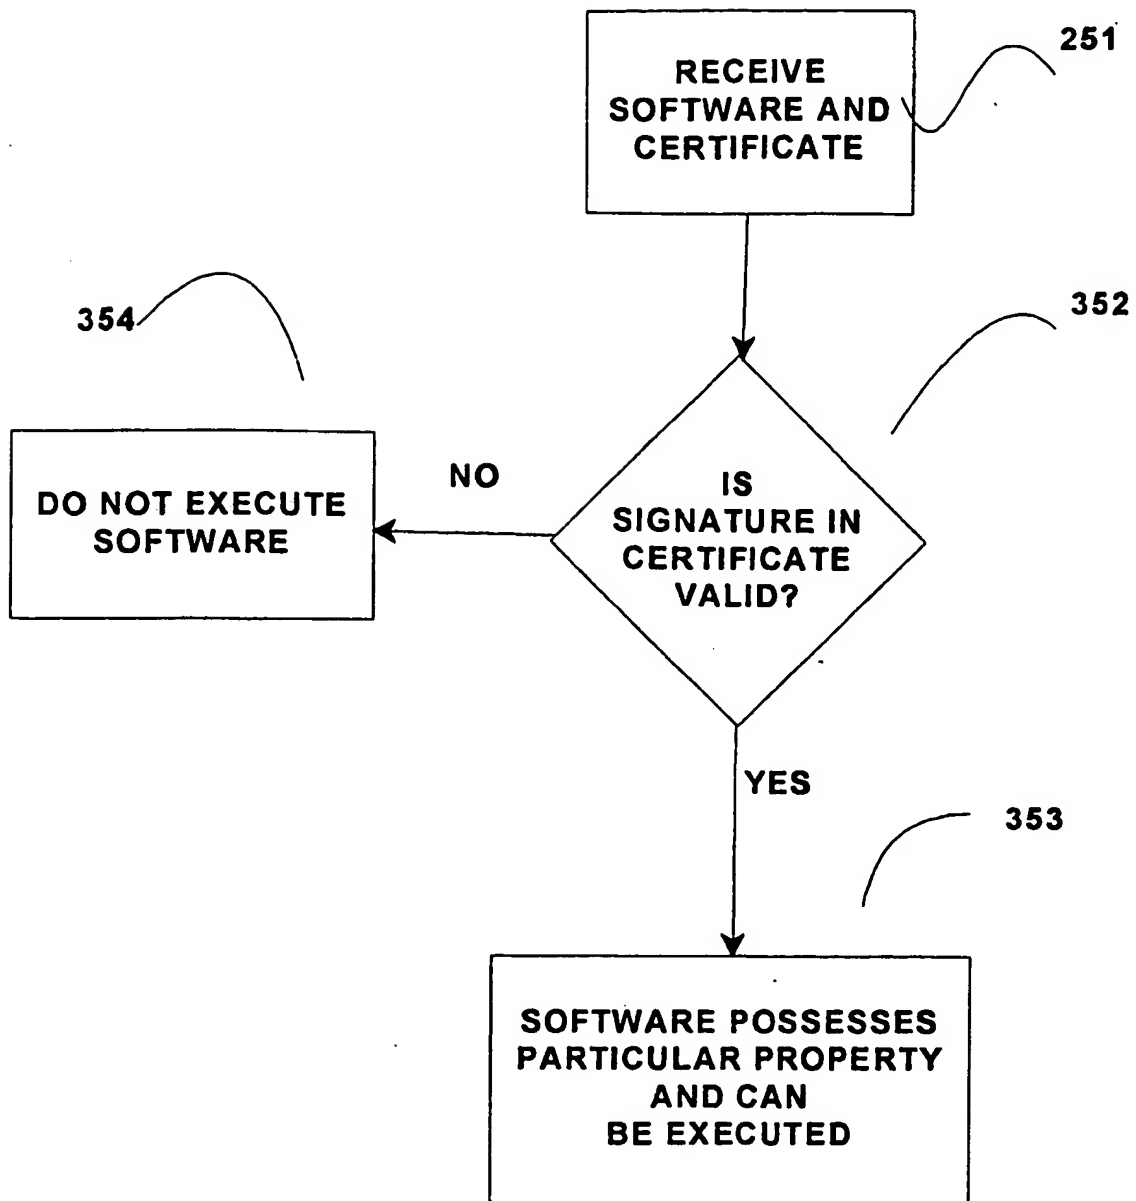 251
RECEIVE
SOFTWARE AND
CERTIFICATE
352
354
NO
DO NOT EXECUTE
SOFTWARE
IS
SIGNATURE IN
CERTIFICATE
VALID?
YES
353
SOFTWARE POSSESSES
PARTICULAR PROPERTY
AND CAN
BE EXECUTED